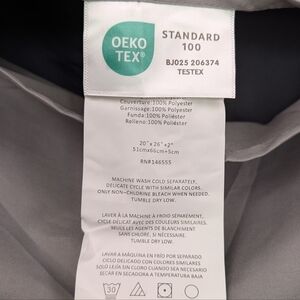 OEKO
TEX®
STANDARD
100
BJ025 206374
TESTEX
Couverture:100% Polyester
Garnissage:100% Polyester
Funda:100% Poliéster
Relleno:100% Poliéster
20"x26"+2"
51cmx66cm+5cm
RN#146555
MACHINE WASH COLD SEPARATELY,
DELICATE CYCLE WITH SIMILAR COLORS.
ONLY NON-CHLORINE BLEACH WHEN NEEDED.
TUMBLE DRY LOW.
LAVER À LA MACHINE À FROID SÉPARÉMENT,
CYCLE DÉLICAT AVEC DES COULEURS SIMILAIRES.
SEULS LES AGENTS DE BLANCHIMENT
SANS CHLORE, SI NÉCESSAIRE.
TUMBLE DRY LOW.
LAVAR A MÁQUINA EN FRÍO POR SEPARADO
CICLO DELICADO CON COLORES SIMILARES
SÓLO LEJÍA SIN CLORO CUANDO SEA NECESARIO
SECAR EN SECADORA A TEMPERATURA BAJA
30